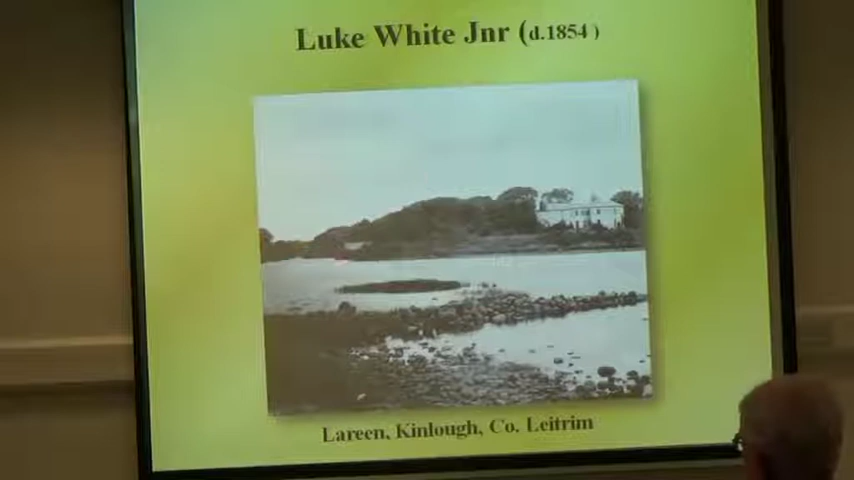 Luke White Jnr (d.1854)
Lareen, Kinlough, Co. Leitrim